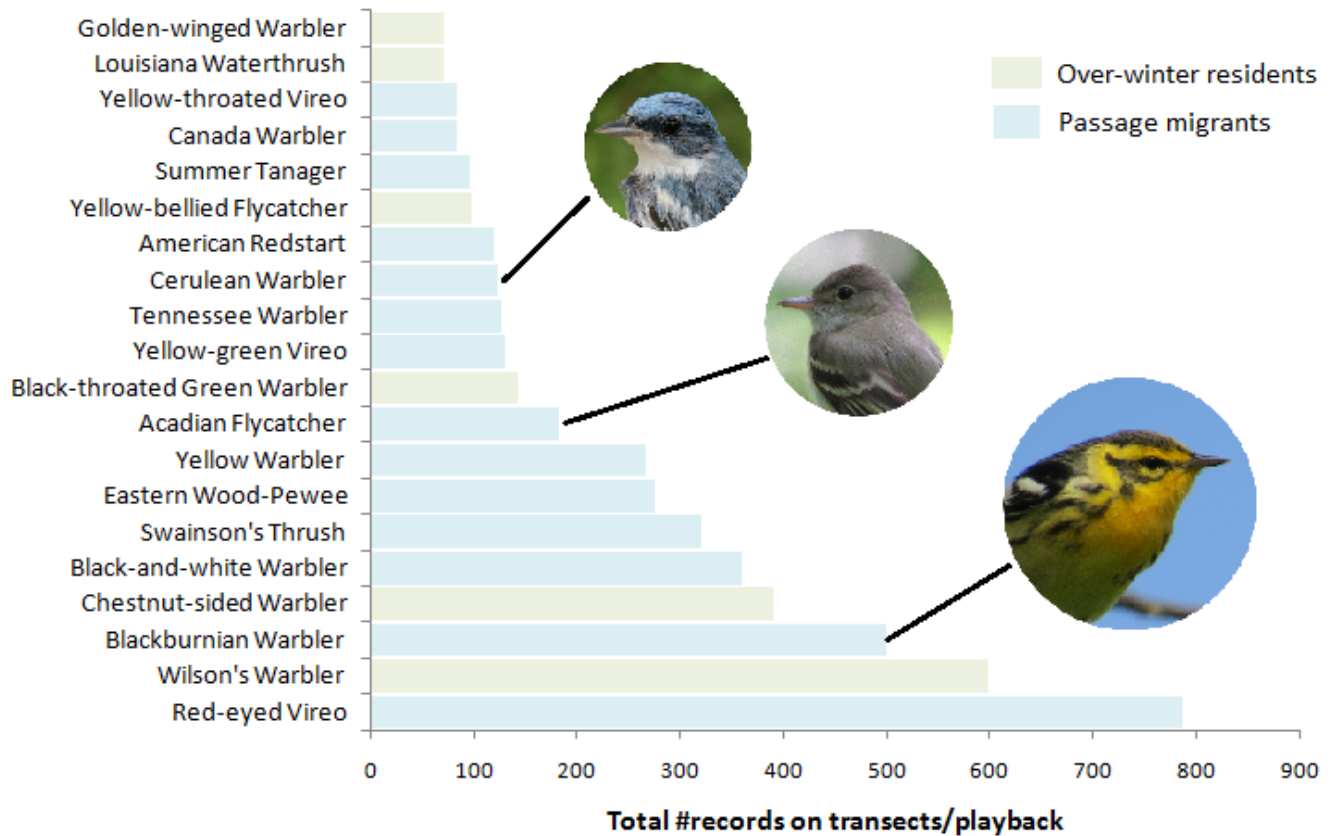 Golden-winged Warbler
Louisiana Waterthrush
Yellow-throated Vireo
Canada Warbler
Summer Tanager
Yellow-bellied Flycatcher
American Redstart
Cerulean Warbler
Tennessee Warbler
Yellow-green Vireo
Black-throated Green Warbler
Acadian Flycatcher
Yellow Warbler
Eastern Wood-Pewee
Swainson's Thrush
Black-and-white Warbler
Chestnut-sided Warbler
Blackburnian Warbler
Wilson's Warbler
Red-eyed Vireo
Over-winter residents
Passage migrants
0 100 200 300 400 500 600 700 800 900
Total #records on transects/playback